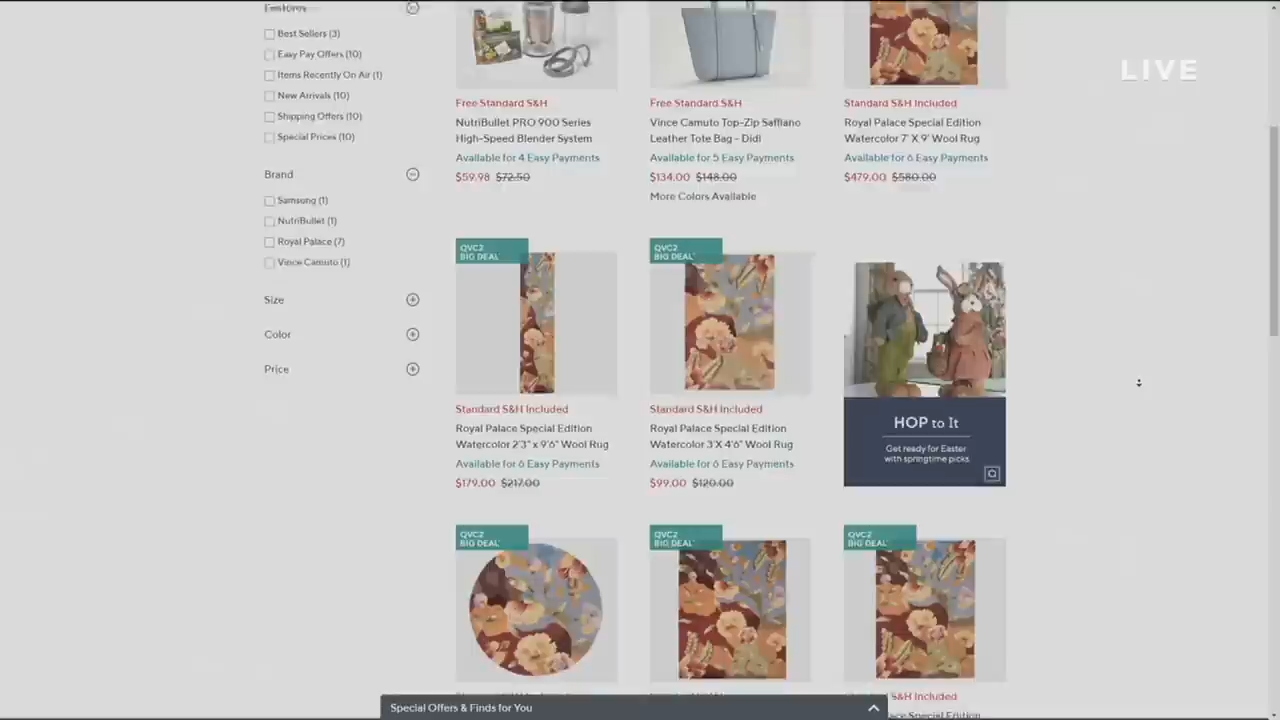 Features
Best Sellers (3)
Easy Pay Offers (10)
Items Recently On Air (1)
New Arrivals (10)
Shipping Offers (10)
Special Prices (10)
Brand
Samsung (1)
NutriBullet (1)
Royal Palace (7)
Vince Camuto (1)
Size
Color
Price
LIVE
Free Standard S&H
NutriBullet PRO 900 Series
High-Speed Blender System
Available for 4 Easy Payments
$59.98 $72.50
Free Standard S&H
Vince Camuto Top-Zip Saffiano
Leather Tote Bag - Didi
Available for 5 Easy Payments
$134.00 $148.00
More Colors Available
Standard S&H Included
Royal Palace Special Edition
Watercolor 7' X 9' Wool Rug
Available for 6 Easy Payments
$479.00 $580.00
QVC2
BIG DEAL
Standard S&H Included
Royal Palace Special Edition
Watercolor 2'3" x 9'6" Wool Rug
Available for 6 Easy Payments
$179.00 $217.00
QVC2
BIG DEAL
Standard S&H Included
Royal Palace Special Edition
Watercolor 3'X 4'6" Wool Rug
Available for 6 Easy Payments
$99.00 $120.00
HOP to It
Get ready for Easter
with springtime picks
Q
QVC2
BIG DEAL
QVC2
BIG DEAL
QVC2
BIG DEAL
S&H Included
Special Edition
Special Offers & Finds for You